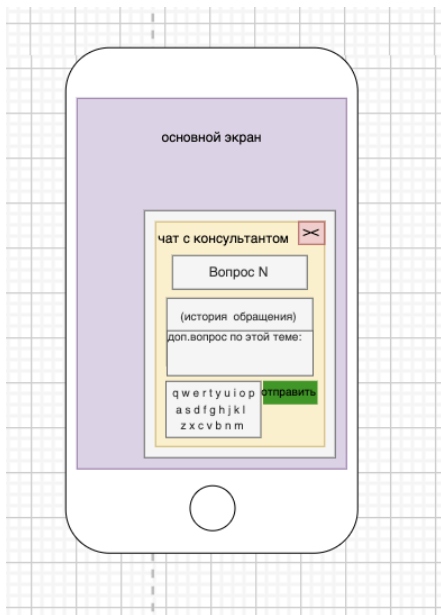 основной экран
чат с консультантом
><
Вопрос N
(история обращения)
доп.вопрос по этой теме:
q w e r t y u i o p
отправить
a s d f g h j k l
z x c v b n m